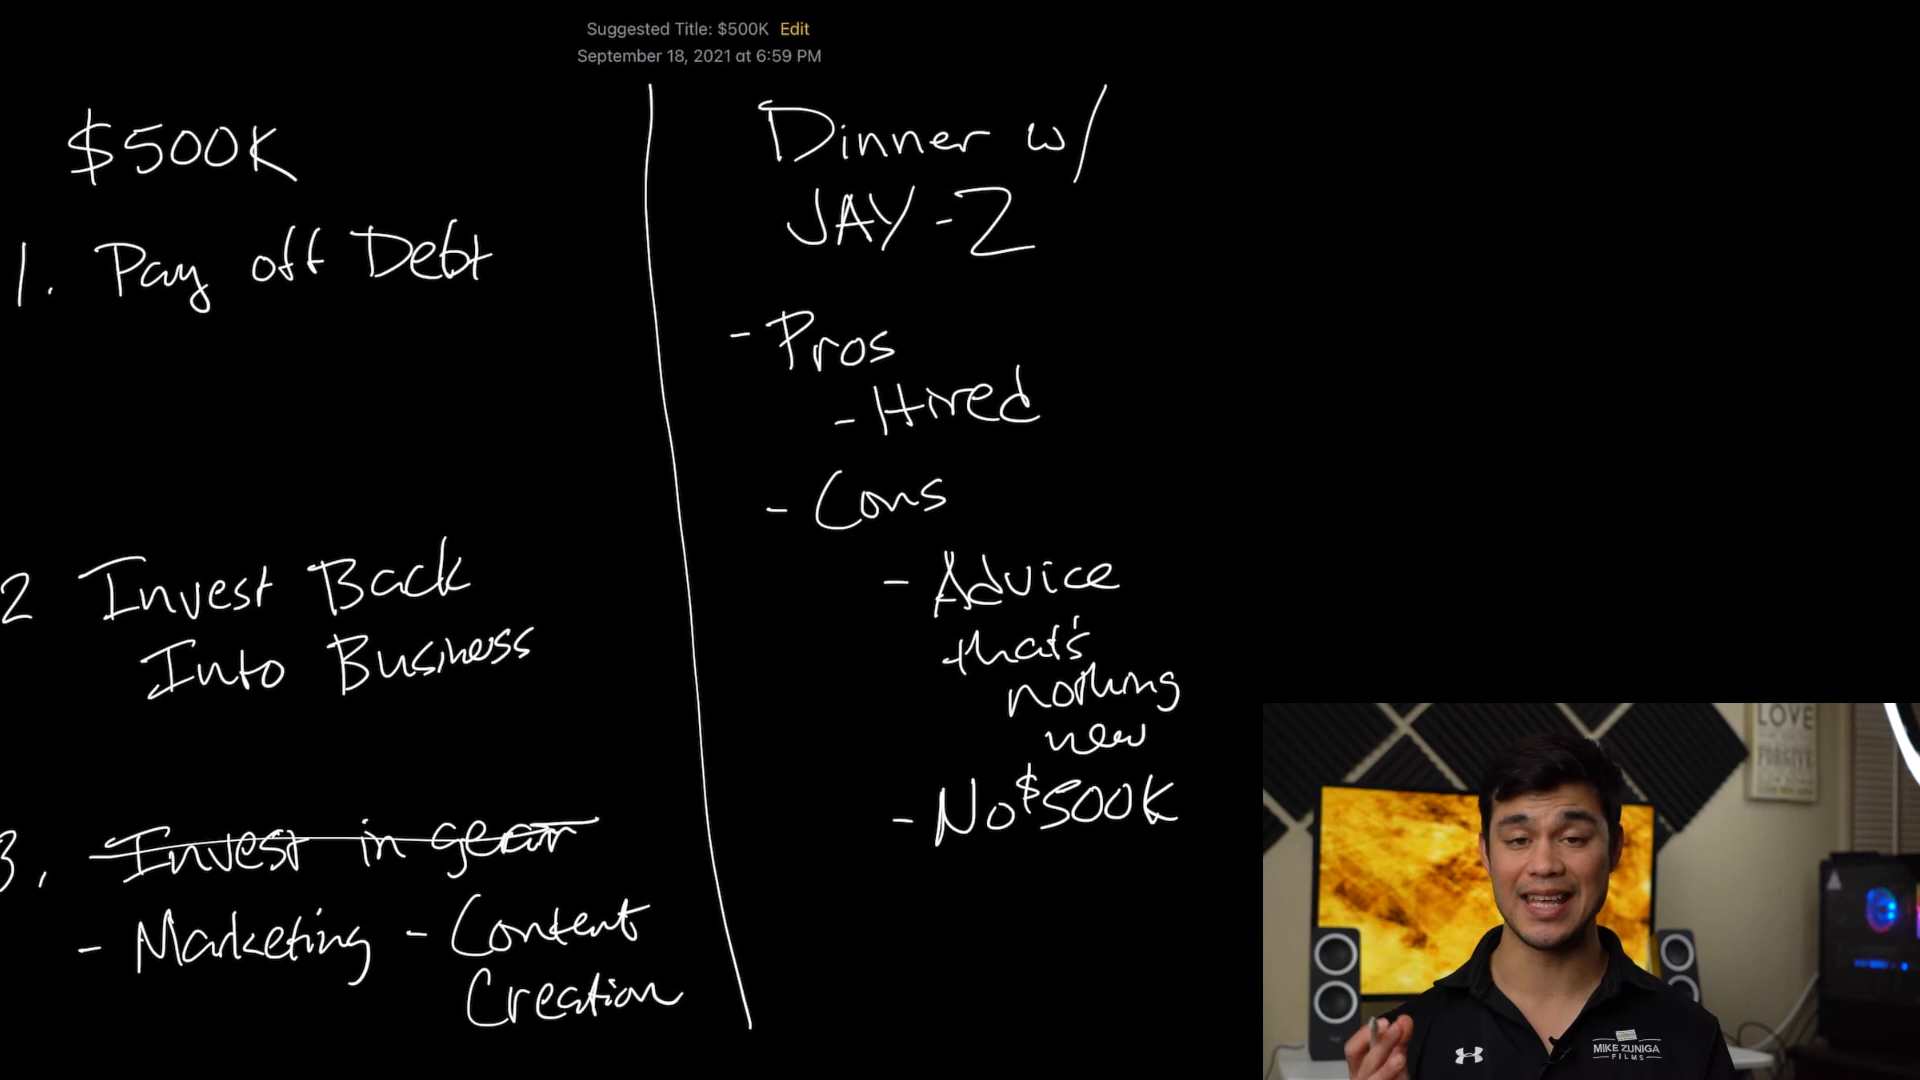 Suggested Title: $500K Edit
September 18, 2021 at 6:59 PM
$500K
1. Pay off Debt
2 Invest Back
Into Business
3. Invest in gear
- Marketing - Content
Creation
Dinner w/
JAY-Z
- Pros
- Hired
- Cons
- Advice
that's
nothing
new
- No $500K
LOVE
FORGIVE
MIKE ZUNIGA
FILMS